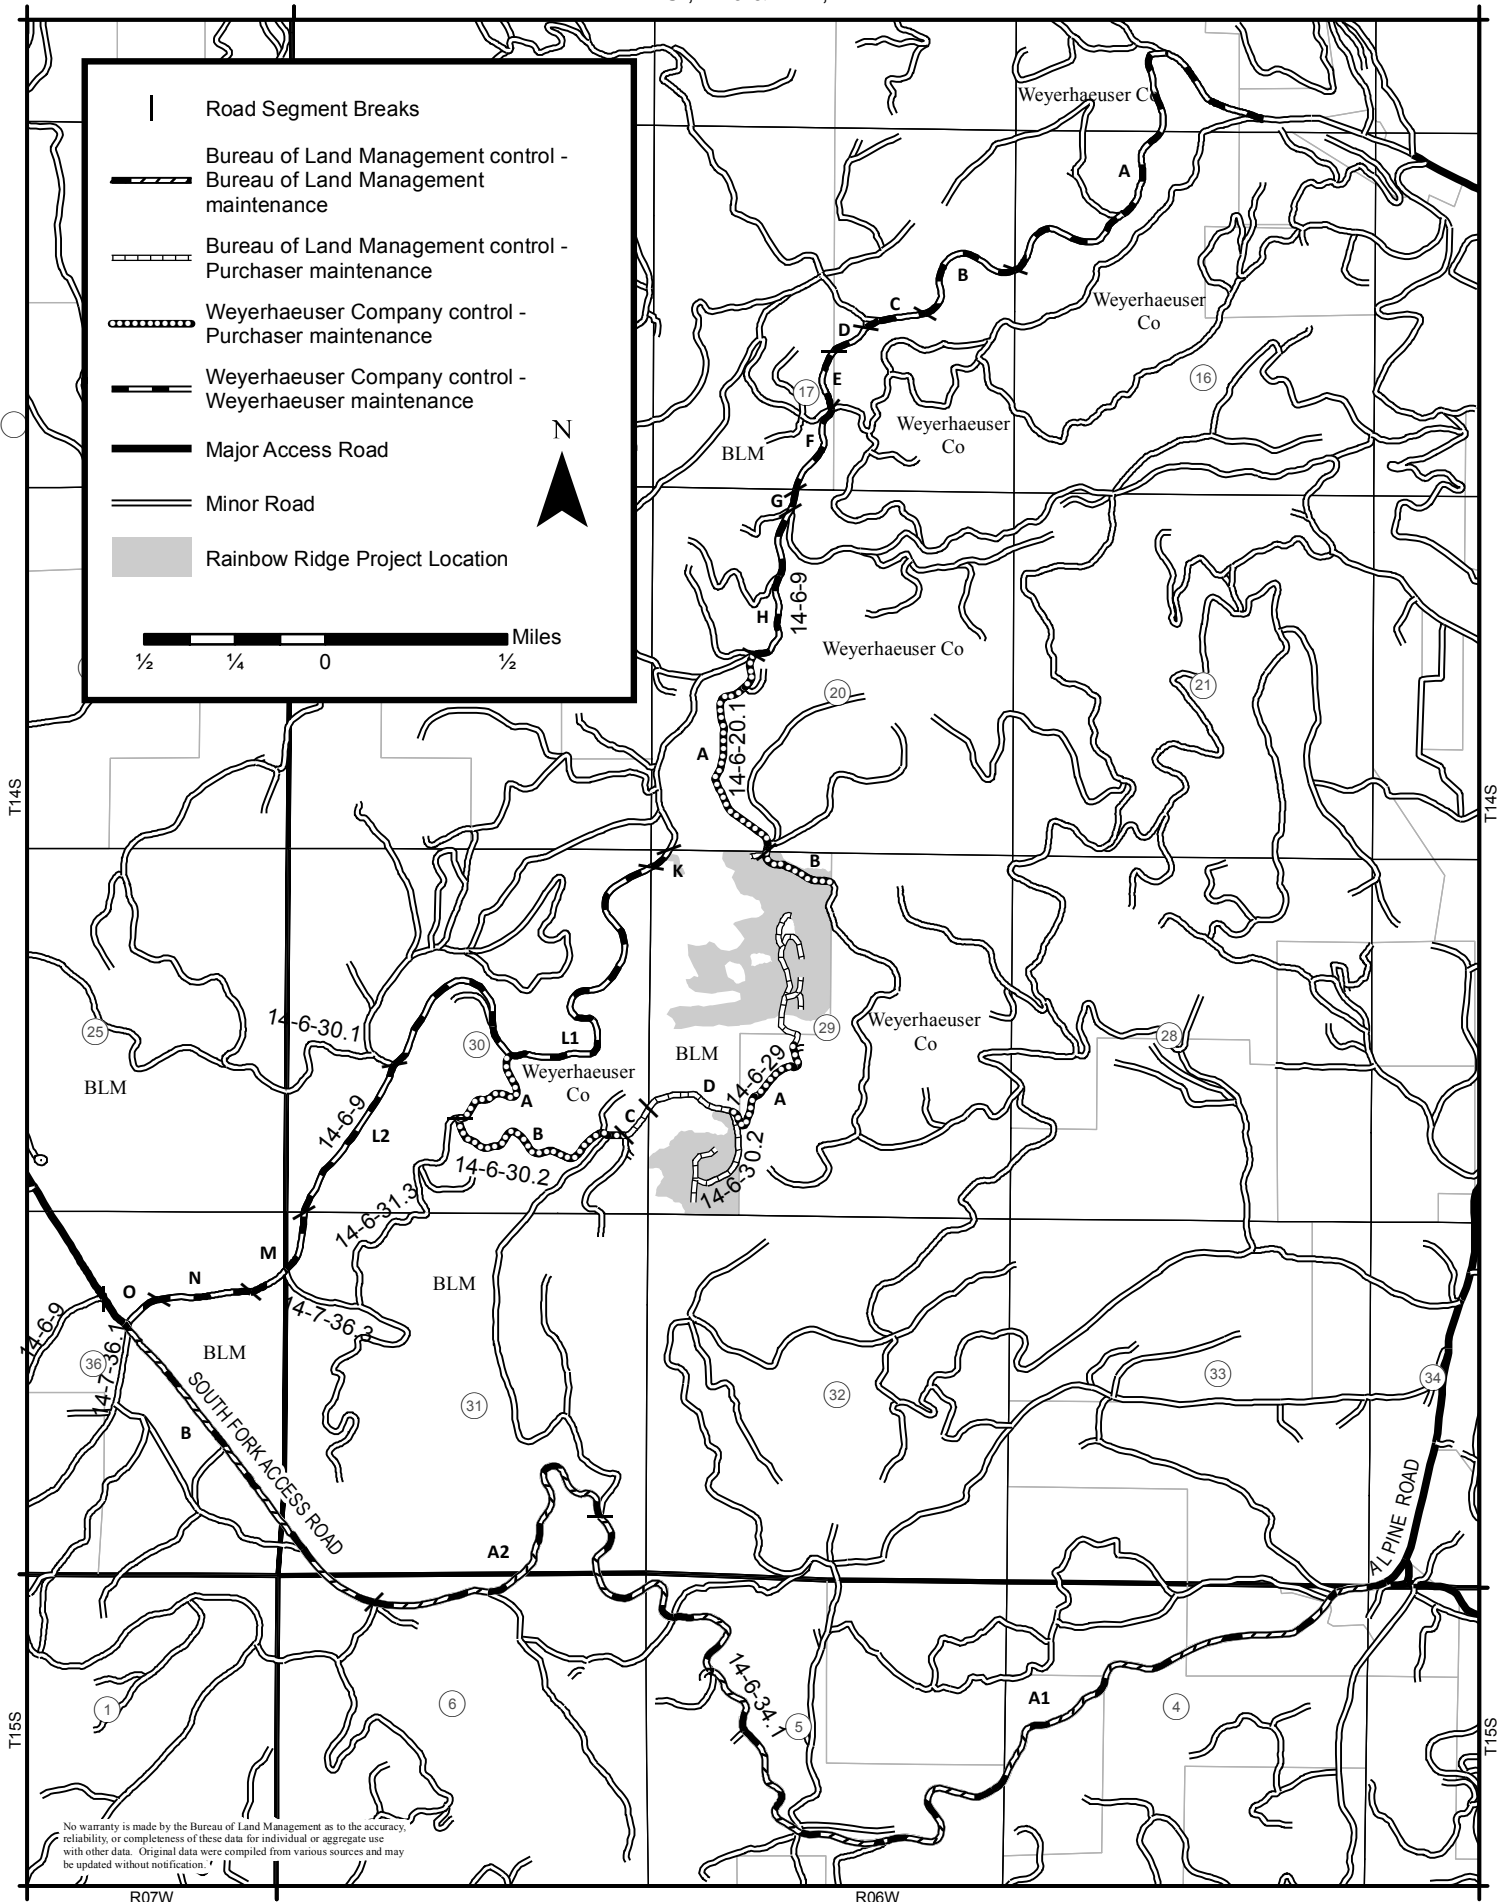 Road Segment Breaks
Bureau of Land Management control -
Bureau of Land Management
maintenance
Bureau of Land Management control -
Purchaser maintenance
Weyerhaeuser Company control -
Purchaser maintenance
Weyerhaeuser Company control -
Weyerhaeuser maintenance
Major Access Road
Minor Road
Rainbow Ridge Project Location
N
Miles
½ ¼ 0 ½
Weyerhaeuser Co
A
B
Weyerhaeuser
Co
C
D
E
17
16
F
Weyerhaeuser
Co
BLM
G
14-6-9
H
Weyerhaeuser Co
20
21
14-6-20.1
A
T14S
T14S
B
K
25
14-6-30.1
30
L1
29
Weyerhaeuser
Co
28
BLM
BLM
Weyerhaeuser
Co
14-6-29
A
D
A
C
B
14-6-9
L2
14-6-30.2
14-6-30.2
14-6-31.3
M
N
O
BLM
14-7-36.3
14-6-9
14-7-36.1
36
BLM
SOUTH FORK ACCESS ROAD
B
31
32
33
34
ALPINE ROAD
A2
14-6-34.1
A1
1
6
5
4
T15S
T15S
No warranty is made by the Bureau of Land Management as to the accuracy,
reliability, or completeness of these data for individual or aggregate use
with other data. Original data were compiled from various sources and may
be updated without notification.
R07W
R06W